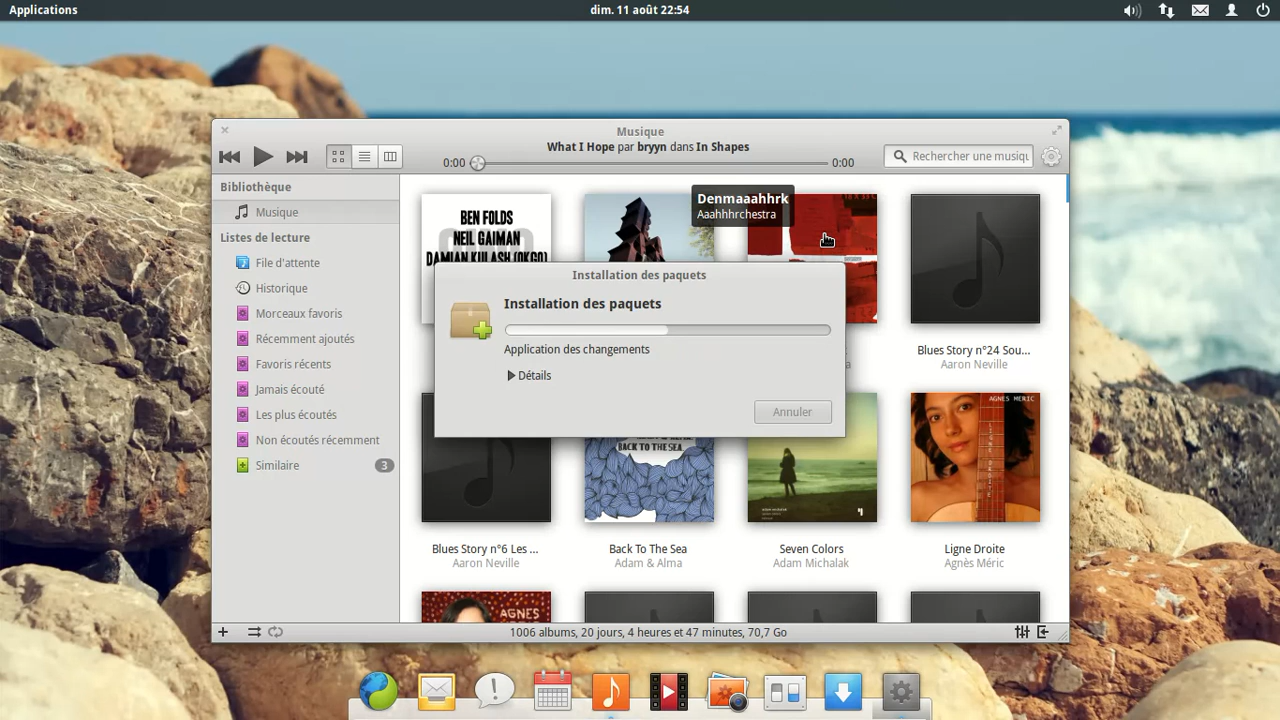 Applications
dim. 11 août 22:54
Musique
What I Hope par bryyn dans In Shapes
0:00
0:00
Rechercher une musiqu
Bibliothèque
Musique
Listes de lecture
File d'attente
Historique
Morceaux favoris
Récemment ajoutés
Favoris récents
Jamais écouté
Les plus écoutés
Non écoutés récemment
Similaire
3
BEN FOLDS
NEIL GAIMAN
DAMIAN KULASH (OKGO)
Denmaaahhrk
Aaahhhrchestra
Blues Story n°24 Sou...
Aaron Neville
Installation des paquets
Installation des paquets
Application des changements
Détails
Annuler
BACK TO THE SEA
AGNES MERIC
LIGNE DROITE
Blues Story n°6 Les ...
Aaron Neville
Back To The Sea
Adam & Alma
Seven Colors
Adam Michalak
Ligne Droite
Agnès Méric
AGNES
1006 albums, 20 jours, 4 heures et 47 minutes, 70,7 Go